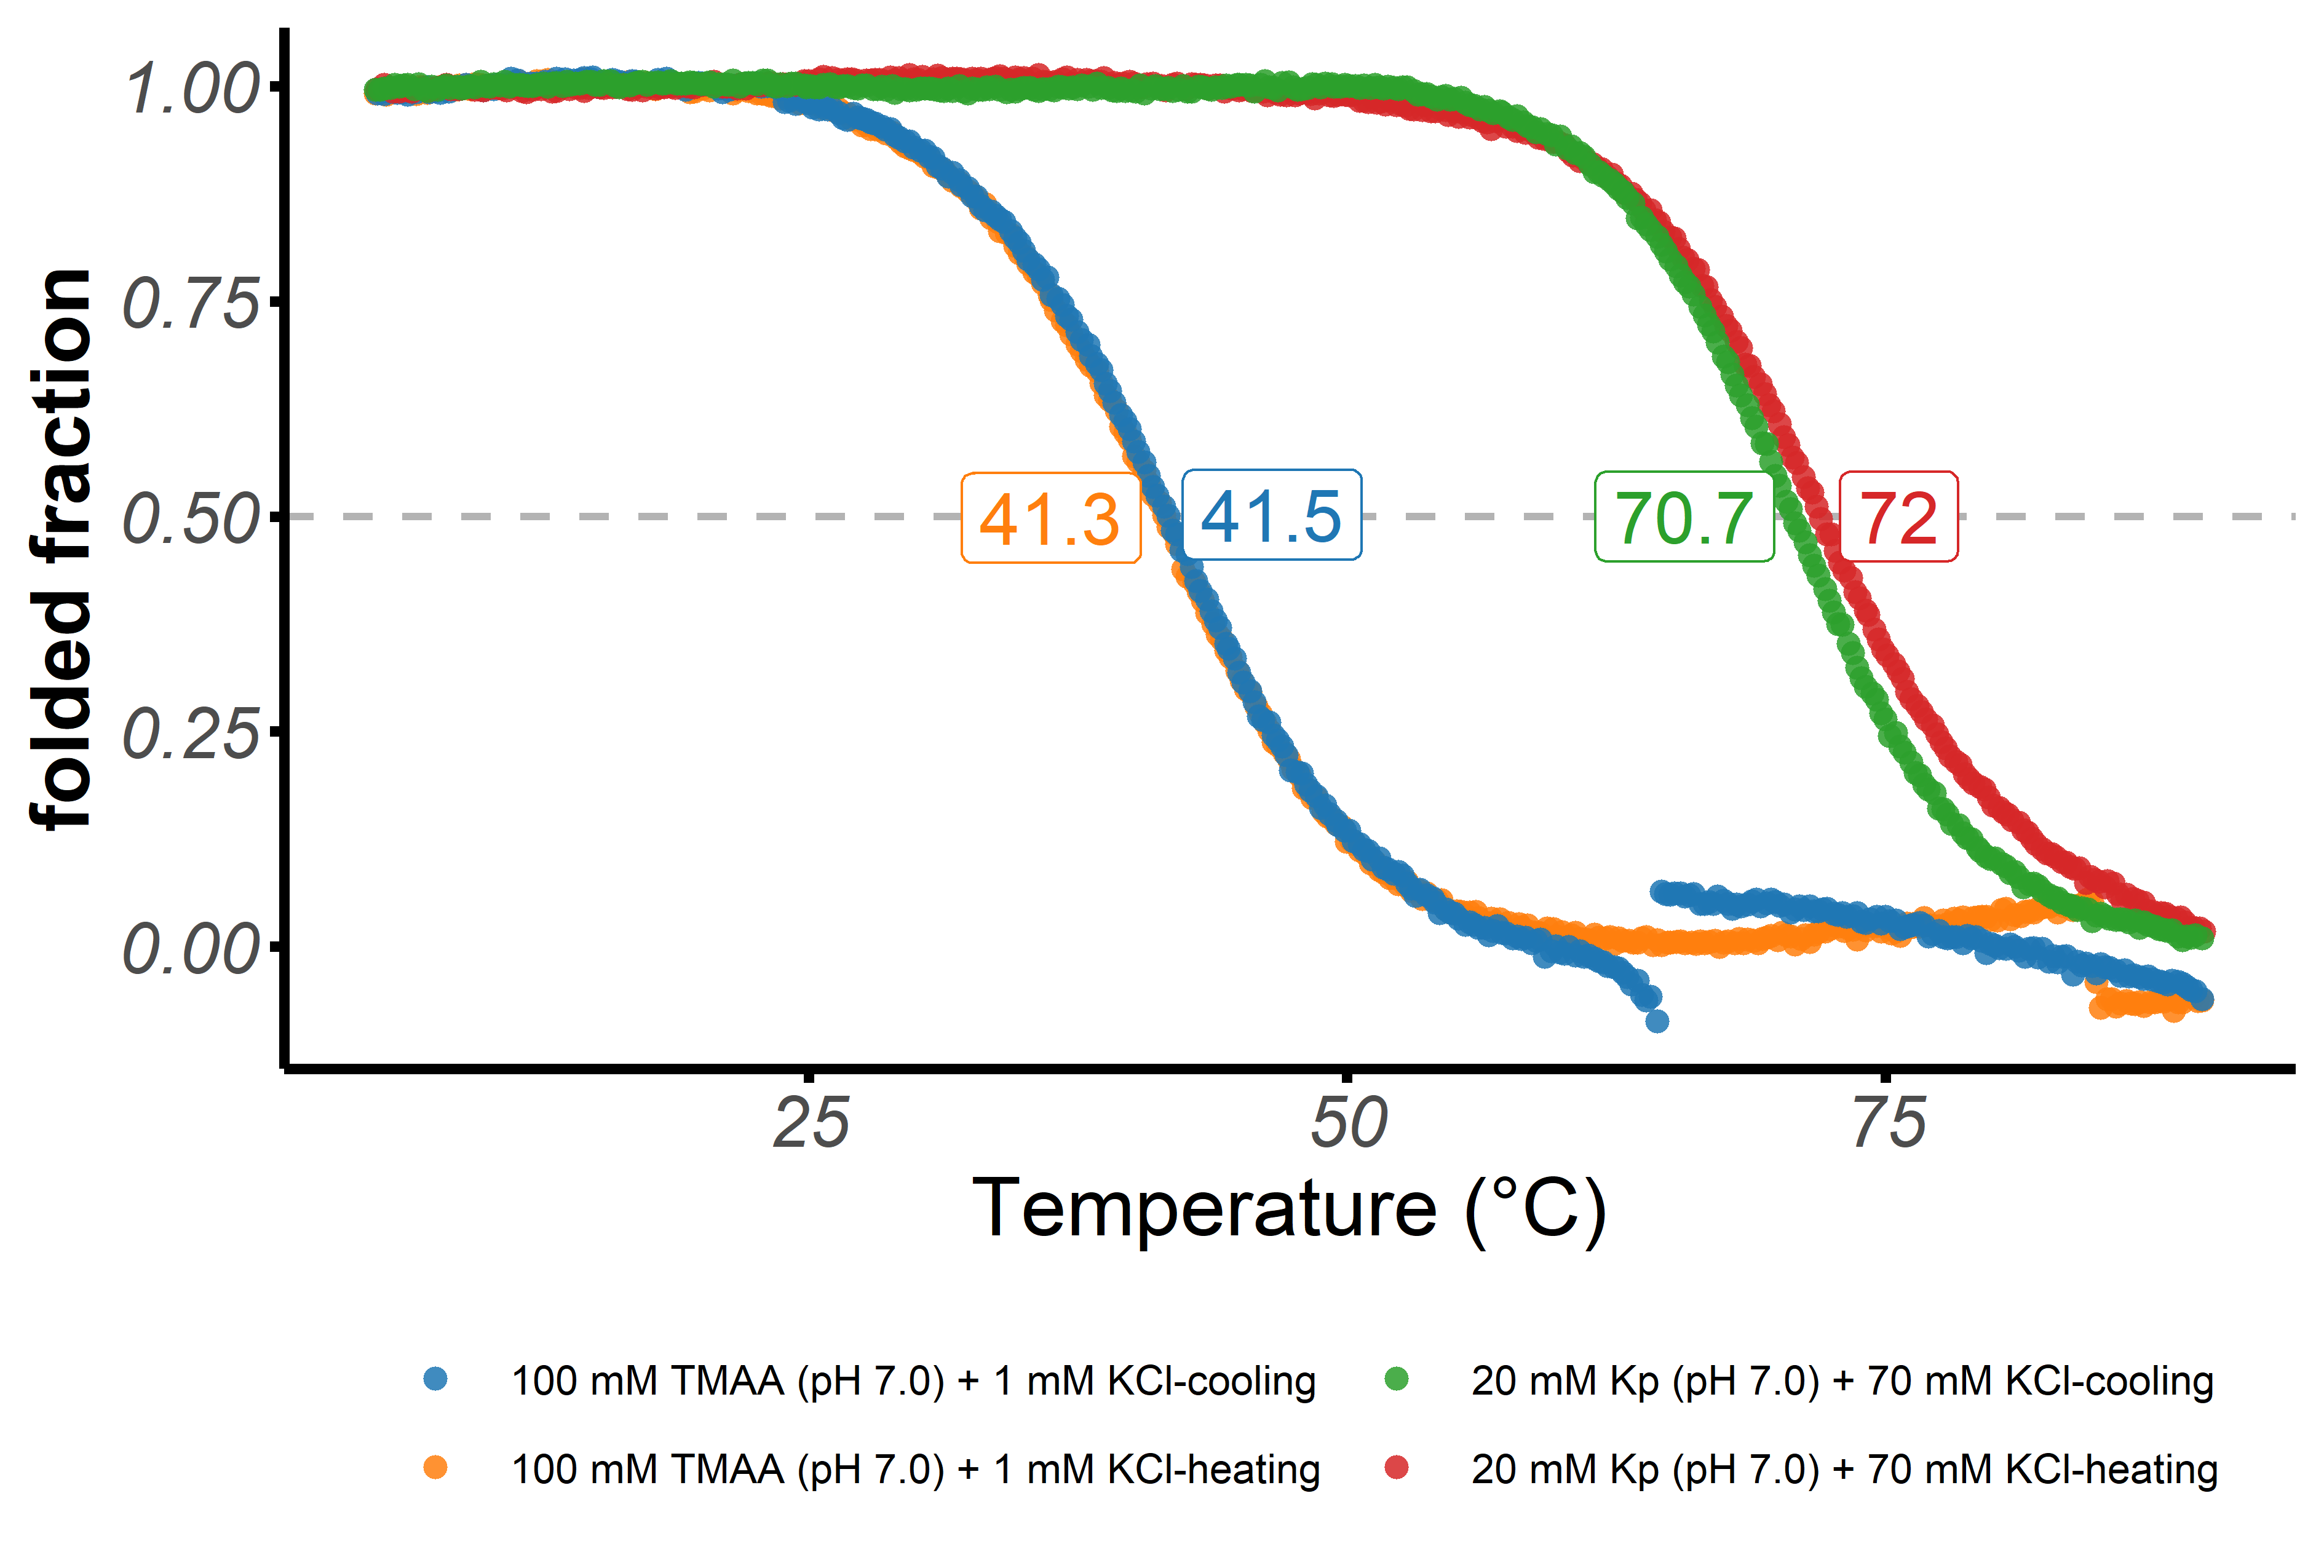 folded fraction
1.00
0.75
0.50
0.25
0.00
41.3
41.5
70.7
72
25
50
75
Temperature (°C)
100 mM TMAA (pH 7.0) + 1 mM KCl-cooling
20 mM Kp (pH 7.0) + 70 mM KCl-cooling
100 mM TMAA (pH 7.0) + 1 mM KCl-heating
20 mM Kp (pH 7.0) + 70 mM KCl-heating